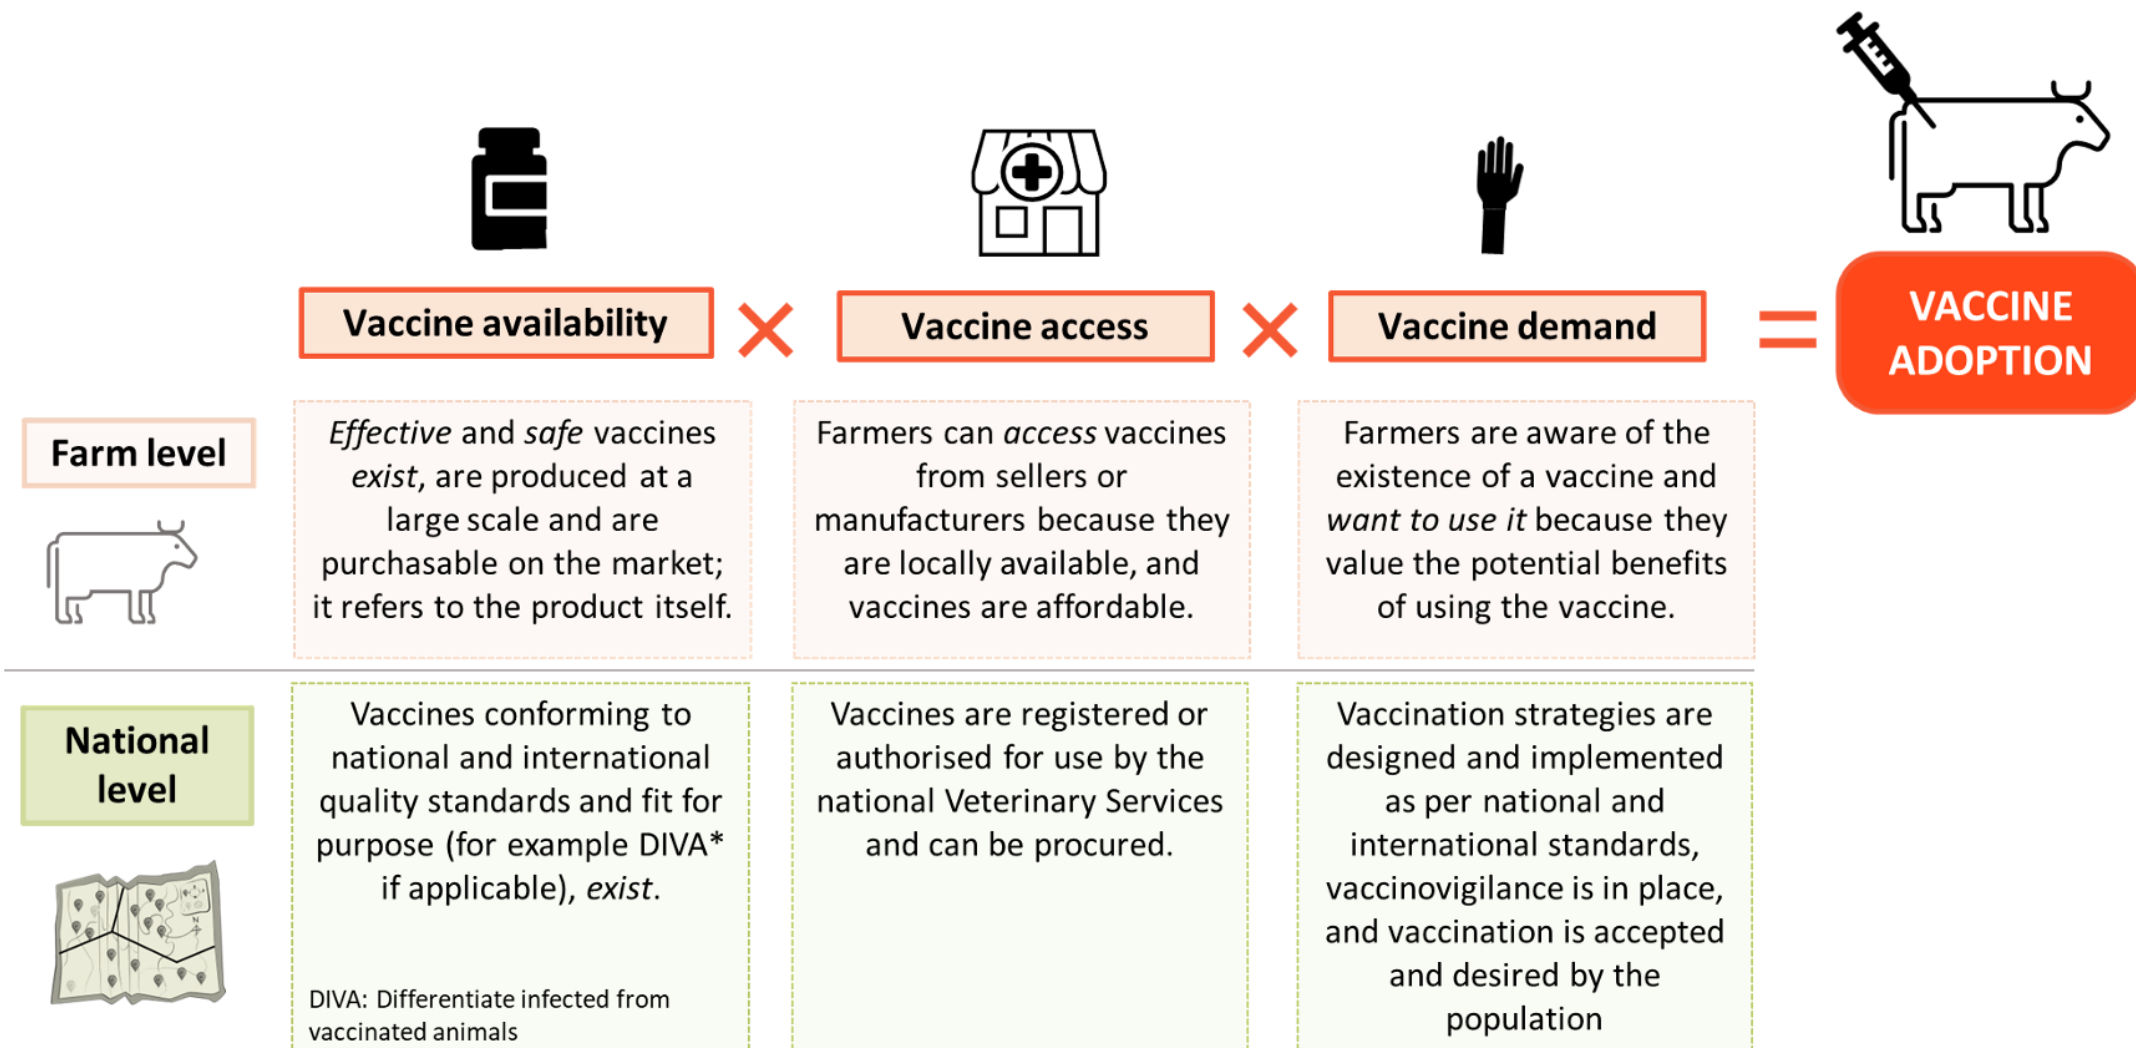 Vaccine availability
×
Vaccine access
×
Vaccine demand
=
VACCINE
ADOPTION
Farm level
Effective and safe vaccines
exist, are produced at a
large scale and are
purchasable on the market;
it refers to the product itself.
Farmers can access vaccines
from sellers or
manufacturers because they
are locally available, and
vaccines are affordable.
Farmers are aware of the
existence of a vaccine and
want to use it because they
value the potential benefits
of using the vaccine.
National
level
Vaccines conforming to
national and international
quality standards and fit for
purpose (for example DIVA*
if applicable), exist.
DIVA: Differentiate infected from
vaccinated animals
Vaccines are registered or
authorised for use by the
national Veterinary Services
and can be procured.
Vaccination strategies are
designed and implemented
as per national and
international standards,
vaccinovigilance is in place,
and vaccination is accepted
and desired by the
population
N